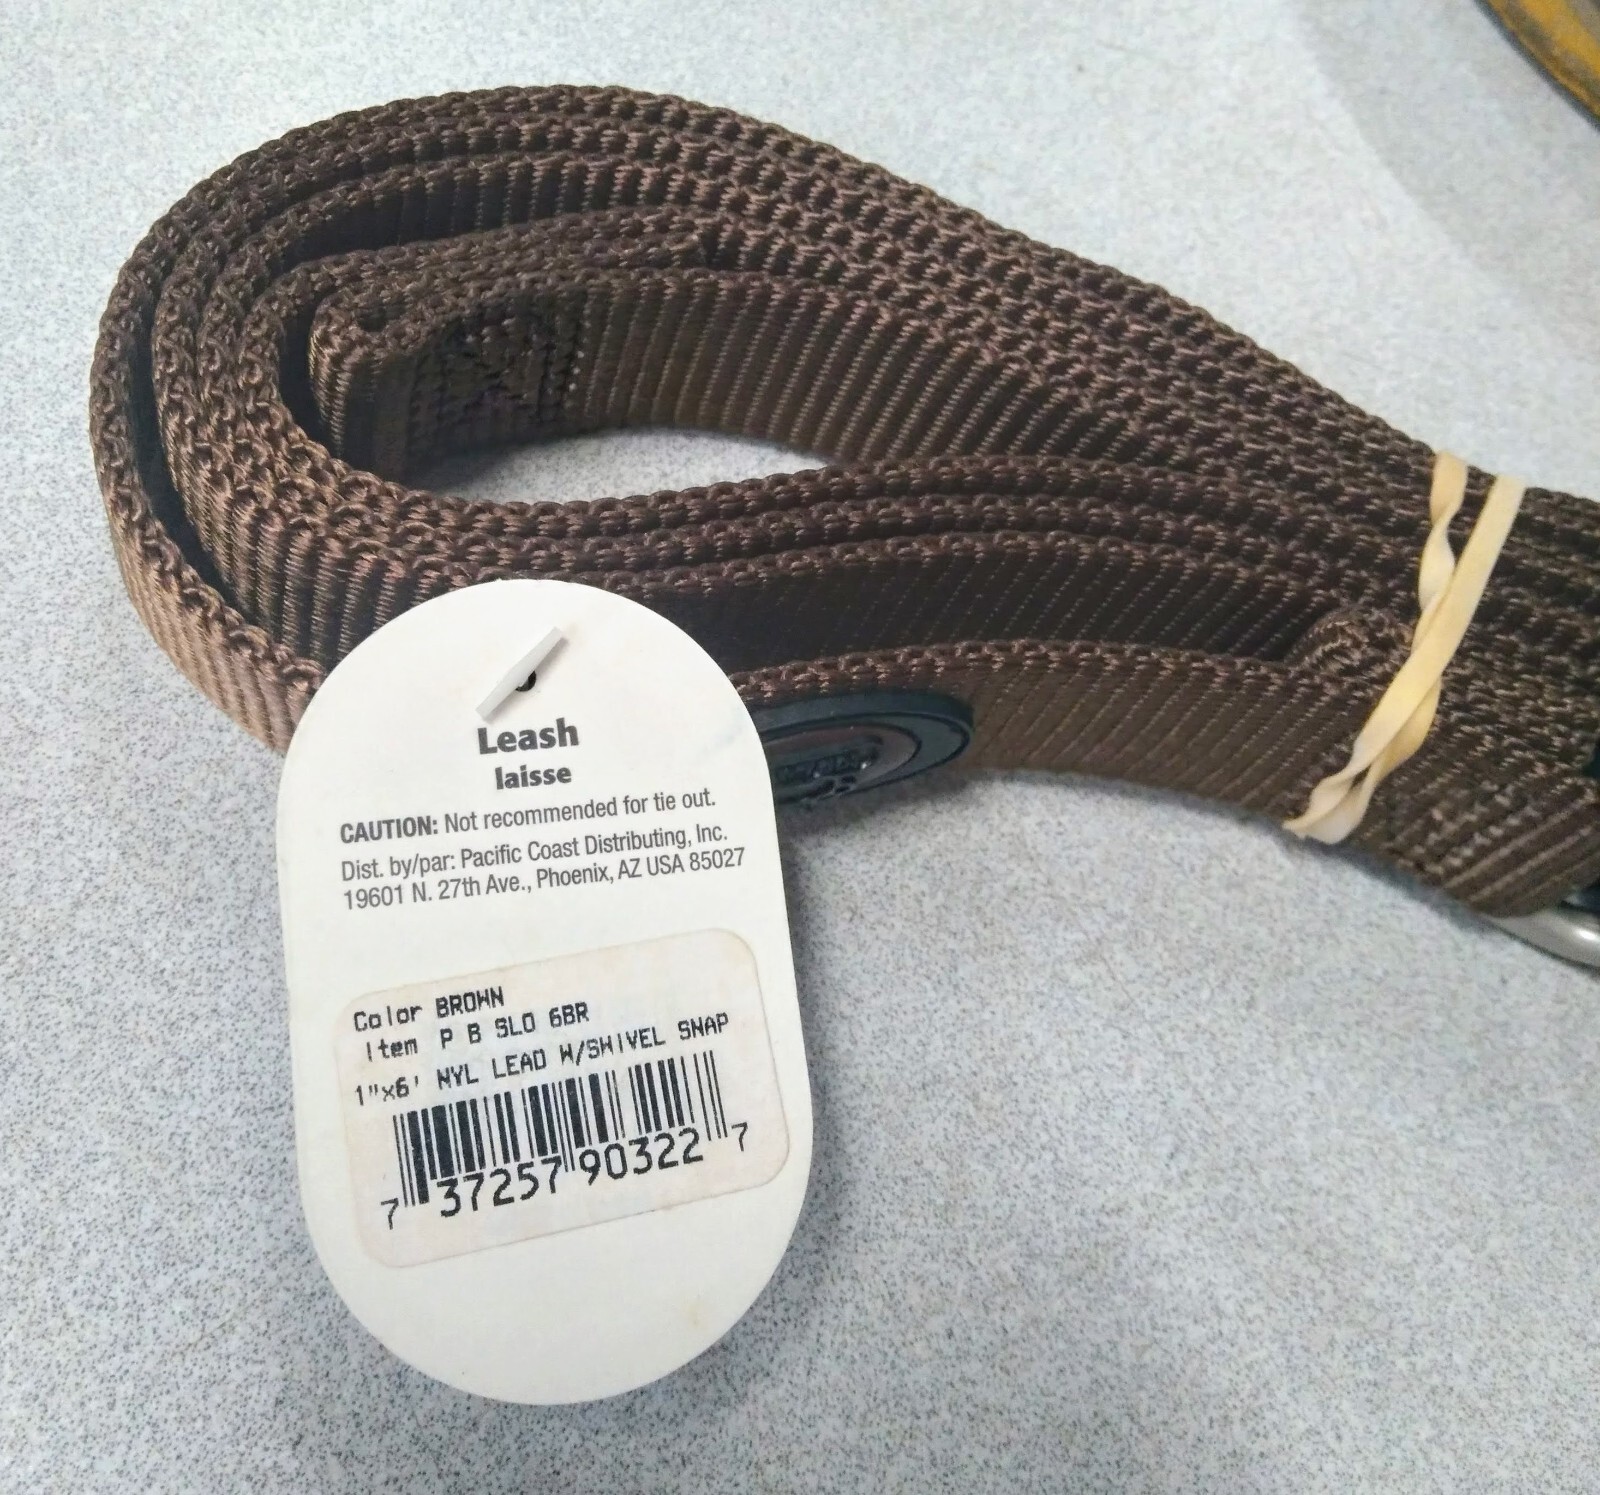 Leash
laisse
CAUTION: Not recommended for tie out.
Dist. by/par: Pacific Coast Distributing, Inc.
19601 N. 27th Ave., Phoenix, AZ USA 85027
Color BROWN
Item P B SLO 6BR
1"x6' NYL LEAD W/SWIVEL SNAP
7 37257 90322 7